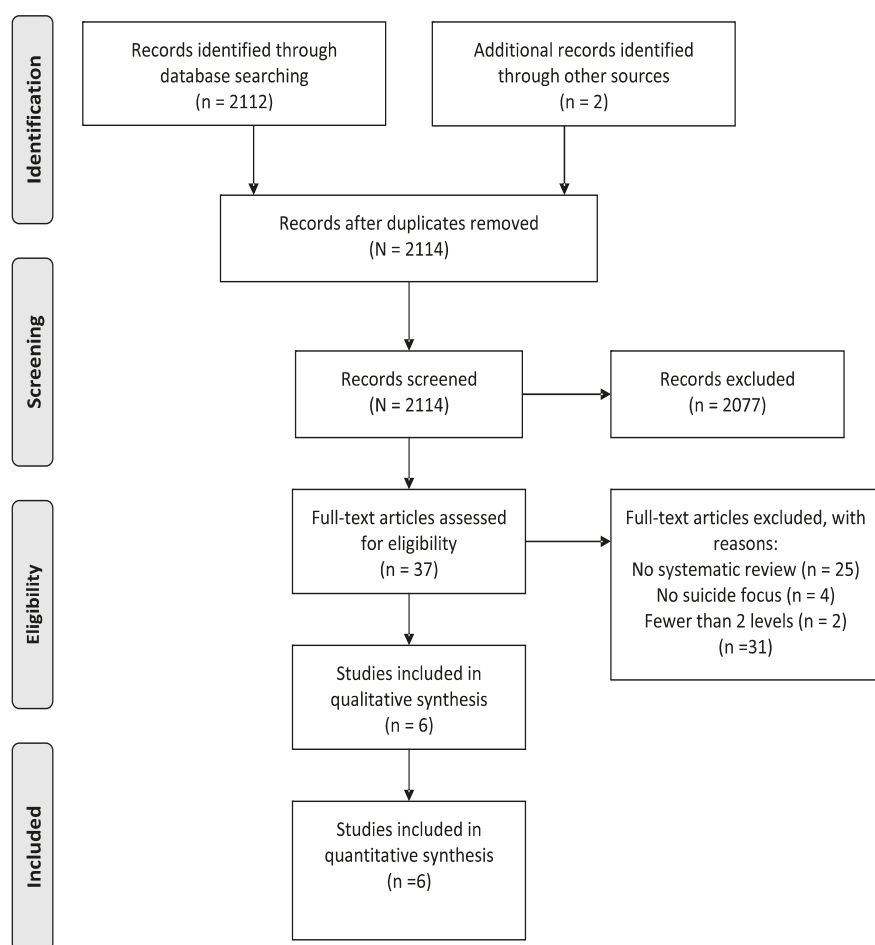 Identification
Records identified through
database searching
(n = 2112)
Additional records identified
through other sources
(n = 2)
Records after duplicates removed
(N = 2114)
Screening
Records screened
(N = 2114)
Records excluded
(n = 2077)
Eligibility
Full-text articles assessed
for eligibility
(n = 37)
Full-text articles excluded, with
reasons:
No systematic review (n = 25)
No suicide focus (n = 4)
Fewer than 2 levels (n = 2)
(n =31)
Studies included in
qualitative synthesis
(n = 6)
Included
Studies included in
quantitative synthesis
(n =6)